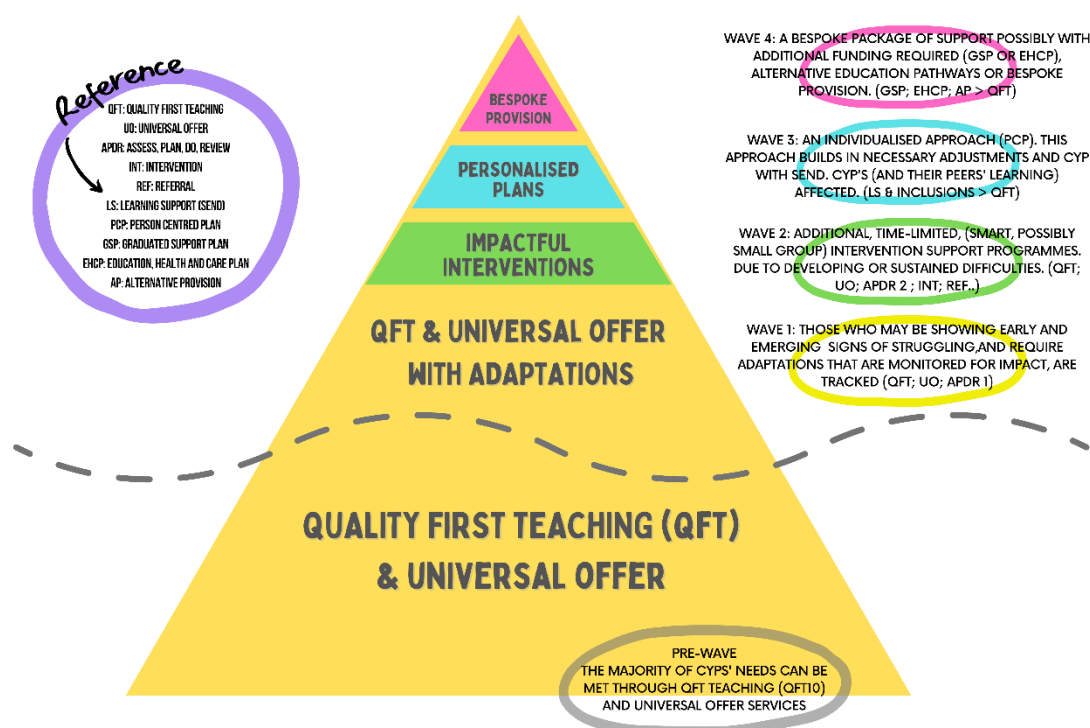 Reference
QFT: QUALITY FIRST TEACHING
UO: UNIVERSAL OFFER
APDR: ASSESS, PLAN, DO, REVIEW
INT: INTERVENTION
REF: REFERRAL
LS: LEARNING SUPPORT (SEND)
PCP: PERSON CENTRED PLAN
GSP: GRADUATED SUPPORT PLAN
EHCP: EDUCATION, HEALTH AND CARE PLAN
AP: ALTERNATIVE PROVISION
BESPOKE
PROVISION
PERSONALISED
PLANS
IMPACTFUL
INTERVENTIONS
QFT & UNIVERSAL OFFER
WITH ADAPTATIONS
QUALITY FIRST TEACHING (QFT)
& UNIVERSAL OFFER
WAVE 4: A BESPOKE PACKAGE OF SUPPORT POSSIBLY WITH
ADDITIONAL FUNDING REQUIRED (GSP OR EHCP),
ALTERNATIVE EDUCATION PATHWAYS OR BESPOKE
PROVISION. (GSP; EHCP; AP > QFT)
WAVE 3: AN INDIVIDUALISED APPROACH (PCP). THIS
APPROACH BUILDS IN NECESSARY ADJUSTMENTS AND CYP
WITH SEND. CYP'S (AND THEIR PEERS' LEARNING)
AFFECTED. (LS & INCLUSIONS > QFT)
WAVE 2: ADDITIONAL, TIME-LIMITED, (SMART, POSSIBLY
SMALL GROUP) INTERVENTION SUPPORT PROGRAMMES.
DUE TO DEVELOPING OR SUSTAINED DIFFICULTIES. (QFT;
UO; APDR 2 ; INT; REF..)
WAVE 1: THOSE WHO MAY BE SHOWING EARLY AND
EMERGING SIGNS OF STRUGGLING,AND REQUIRE
ADAPTATIONS THAT ARE MONITORED FOR IMPACT, ARE
TRACKED (QFT; UO; APDR 1)
PRE-WAVE
THE MAJORITY OF CYPS' NEEDS CAN BE
MET THROUGH QFT TEACHING (QFT10)
AND UNIVERSAL OFFER SERVICES